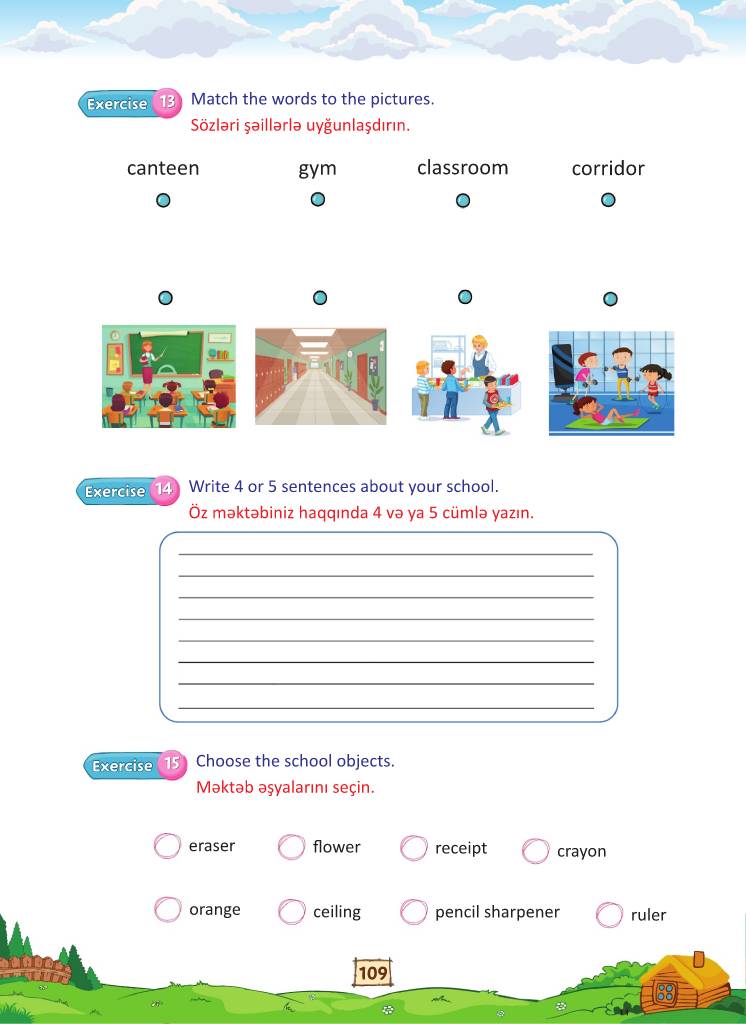 Exercise 13 Match the words to the pictures.
Sözləri şəillərlə uyğunlaşdırın.
canteen gym classroom corridor
Exercise 14 Write 4 or 5 sentences about your school.
Öz məktəbiniz haqqında 4 və ya 5 cümlə yazın.
Exercise 15 Choose the school objects.
Məktəb əşyalarını seçin.
eraser flower receipt crayon
orange ceiling pencil sharpener ruler
109